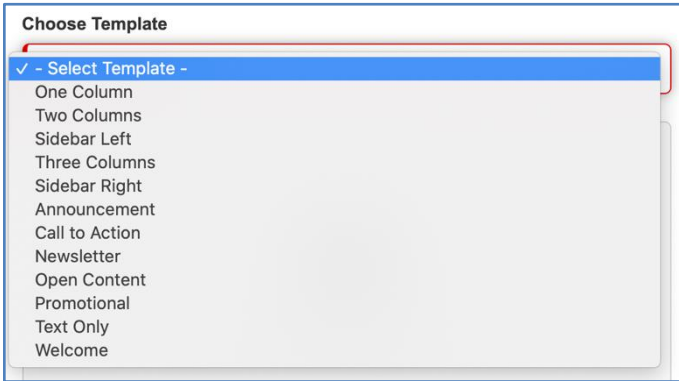 Choose Template
✓ - Select Template -
One Column
Two Columns
Sidebar Left
Three Columns
Sidebar Right
Announcement
Call to Action
Newsletter
Open Content
Promotional
Text Only
Welcome